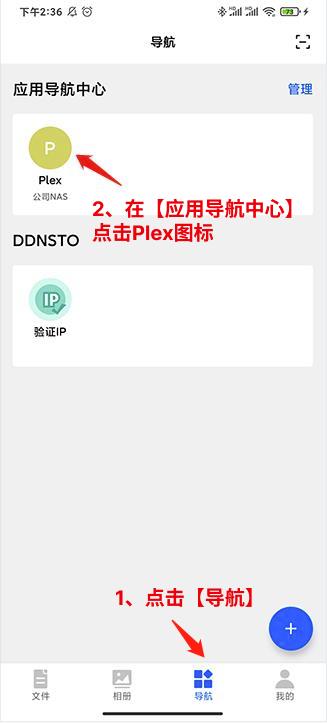 下午2:36
73
导航
应用导航中心
管理
P
Plex
公司NAS
2、在【应用导航中心】
点击Plex图标
DDNSTO
IP
验证IP
1、点击【导航】
+
文件
相册
导航
我的